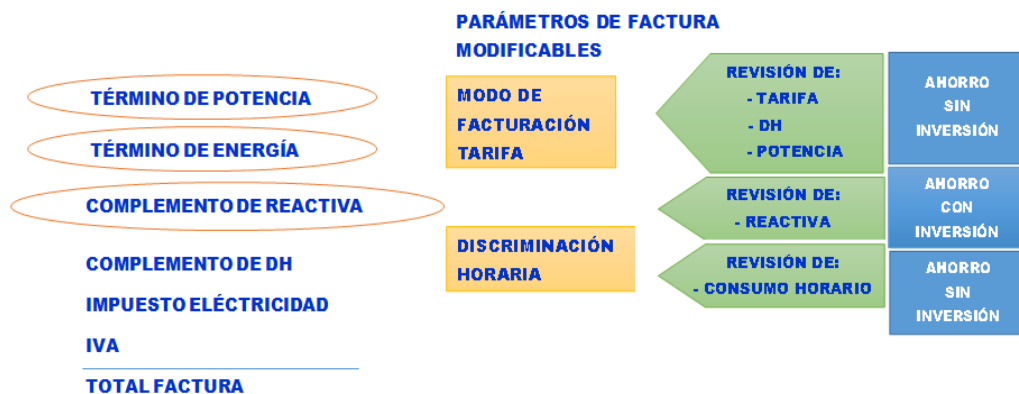 PARÁMETROS DE FACTURA
MODIFICABLES
TÉRMINO DE POTENCIA
TÉRMINO DE ENERGÍA
COMPLEMENTO DE REACTIVA
COMPLEMENTO DE DH
IMPUESTO ELÉCTRICIDAD
IVA
TOTAL FACTURA
MODO DE
FACTURACIÓN
TARIFA
DISCRIMINACIÓN
HORARIA
REVISIÓN DE:
- TARIFA
- DH
- POTENCIA
REVISIÓN DE:
- REACTIVA
REVISIÓN DE:
- CONSUMO HORARIO
AHORRO
SIN
INVERSIÓN
AHORRO
CON
INVERSIÓN
AHORRO
SIN
INVERSIÓN